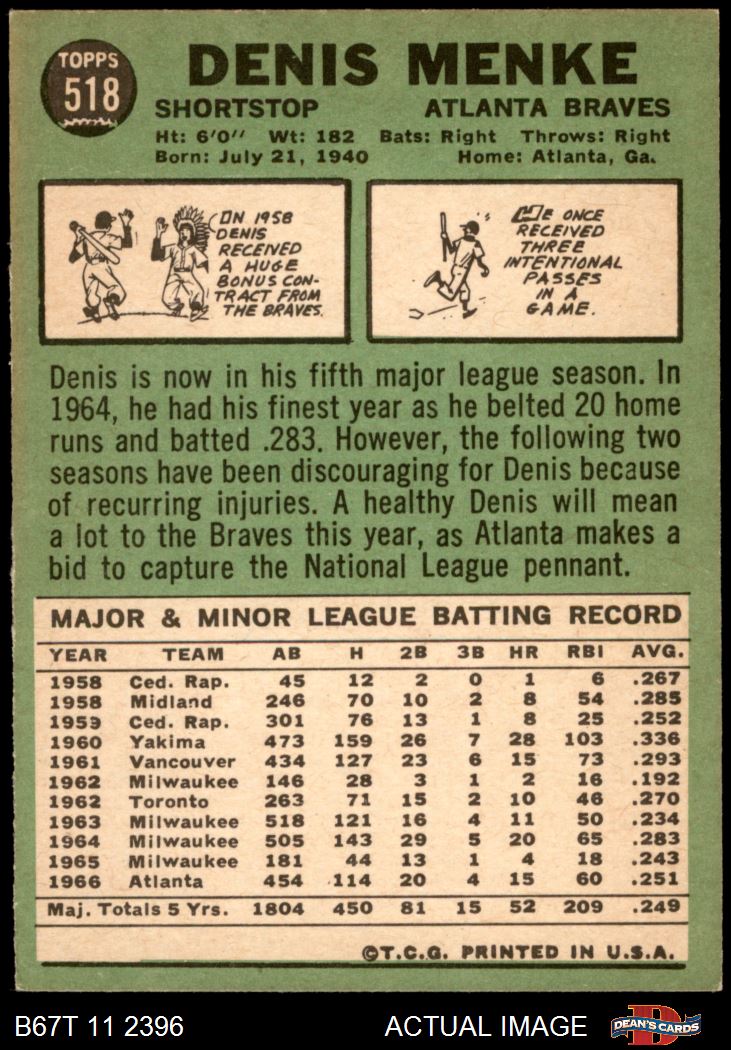 TOPPS
518
DENIS MENKE
SHORTSTOP ATLANTA BRAVES
Ht: 6'0" Wt: 182 Bats: Right Throws: Right
Born: July 21, 1940 Home: Atlanta, Ga.
IN 1958
DENIS
RECEIVED
A HUGE
BONUS CON-
TRACT FROM
THE BRAVES.
HE ONCE
RECEIVED
THREE
INTENTIONAL
PASSES
IN A
GAME.
Denis is now in his fifth major league season. In
1964, he had his finest year as he belted 20 home
runs and batted .283. However, the following two
seasons have been discouraging for Denis because
of recurring injuries. A healthy Denis will mean
a lot to the Braves this year, as Atlanta makes a
bid to capture the National League pennant.
MAJOR & MINOR LEAGUE BATTING RECORD
YEAR TEAM AB H 2B 3B HR RBI AVG.
1958 Ced. Rap. 45 12 2 0 1 6 .267
1958 Midland 246 70 10 2 8 54 .285
1959 Ced. Rap. 301 76 13 1 8 25 .252
1960 Yakima 473 159 26 7 28 103 .336
1961 Vancouver 434 127 23 6 15 73 .293
1962 Milwaukee 146 28 3 1 2 16 .192
1962 Toronto 263 71 15 2 10 46 .270
1963 Milwaukee 518 121 16 4 11 50 .234
1964 Milwaukee 505 143 29 5 20 65 .283
1965 Milwaukee 181 44 13 1 4 18 .243
1966 Atlanta 454 114 20 4 15 60 .251
Maj. Totals 5 Yrs. 1804 450 81 15 52 209 .249
©T.C.G. PRINTED IN U.S.A.
B67T 11 2396 ACTUAL IMAGE
D
DEAN'S CARDS